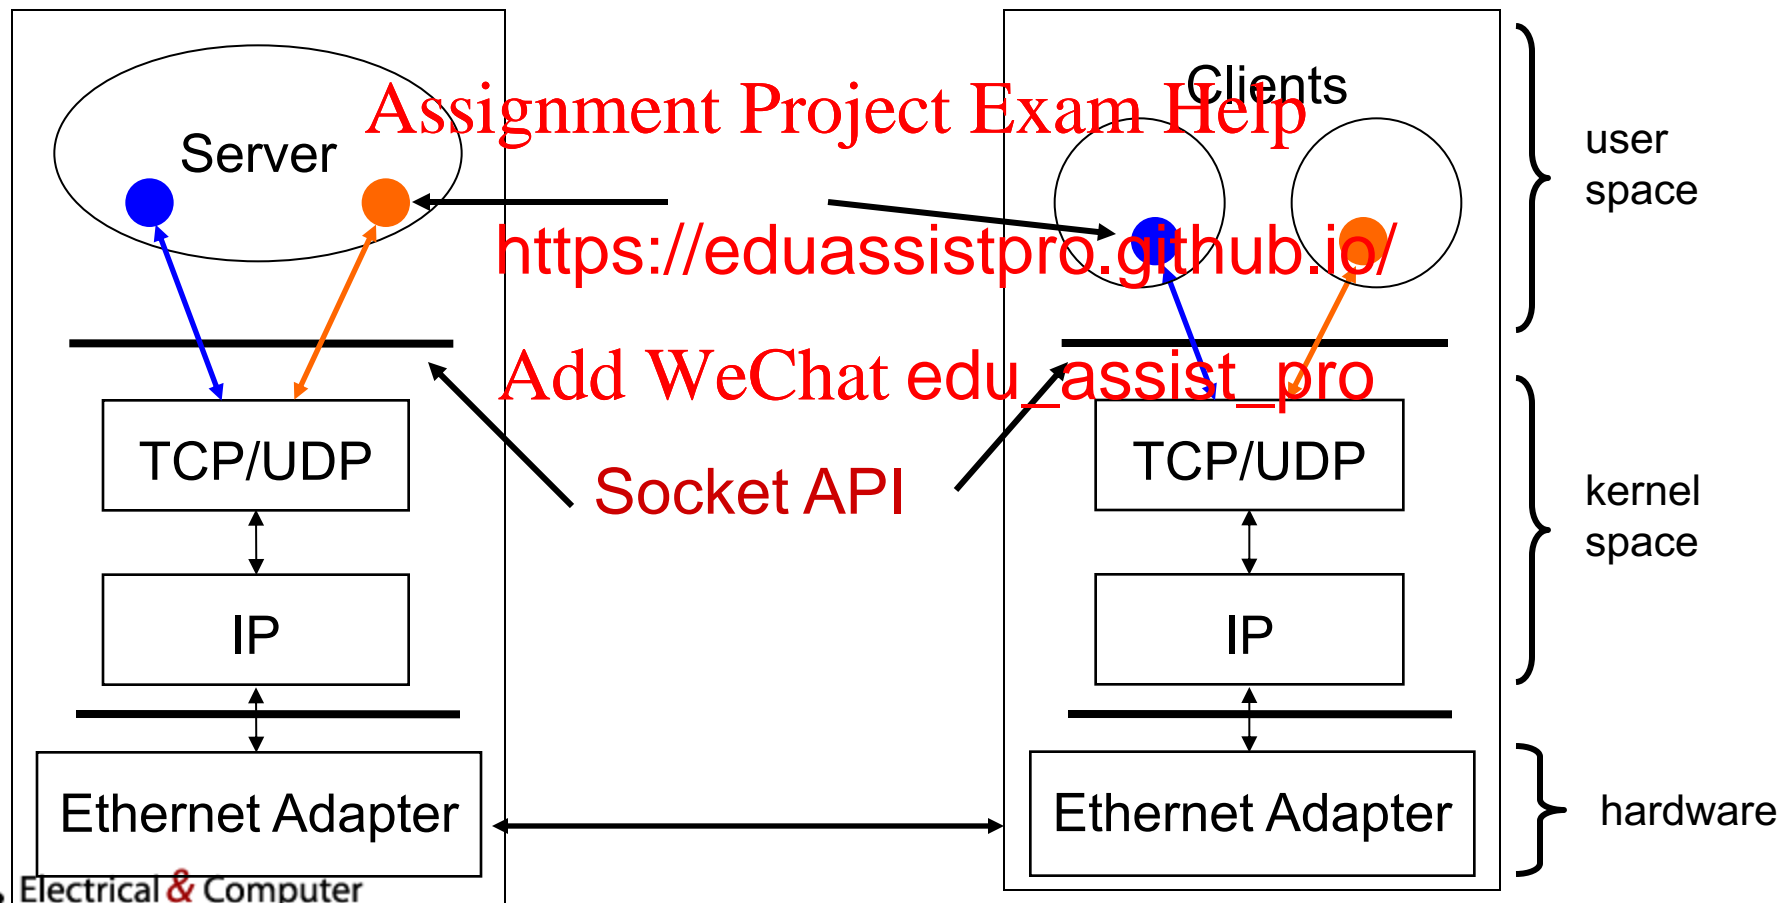 Clients
Assignment Project Exam Help
Server
user
space
https://eduassistpro.github.io/
Add WeChat edu_assist_pro
TCP/UDP
TCP/UDP
Socket API
kernel
space
IP
IP
Ethernet Adapter
Ethernet Adapter
hardware
Electrical & Computer